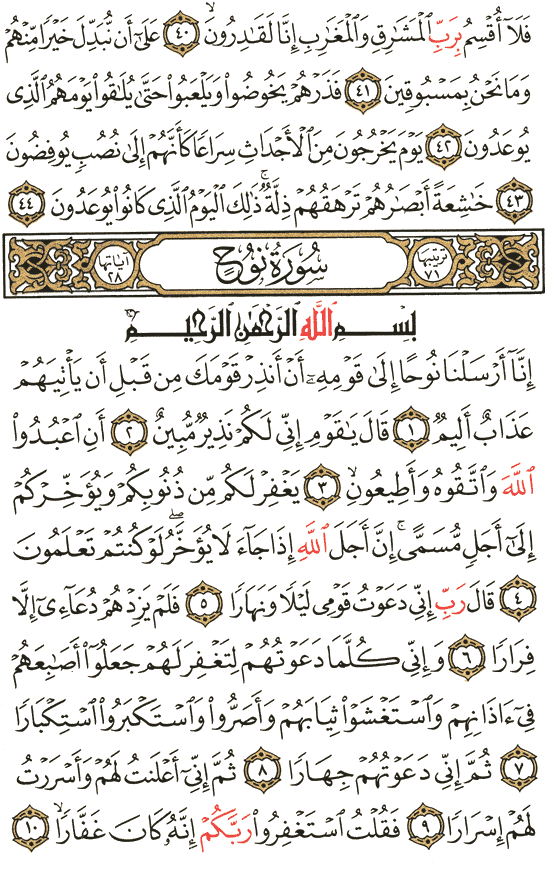 فَلَآ أُقْسِمُ بِرَبِّ ٱلْمَشَٰرِقِ وَٱلْمَغَٰرِبِ إِنَّا لَقَٰدِرُونَ ۝٤٠ عَلَىٰٓ أَن نُّبَدِّلَ خَيْرًا مِّنْهُمْ
وَمَا نَحْنُ بِمَسْبُوقِينَ ۝٤١ فَذَرْهُمْ يَخُوضُوا۟ وَيَلْعَبُوا۟ حَتَّىٰ يُلَٰقُوا۟ يَوْمَهُمُ ٱلَّذِى
يُوعَدُونَ ۝٤٢ يَوْمَ يَخْرُجُونَ مِنَ ٱلْأَجْدَاثِ سِرَاعًا كَأَنَّهُمْ إِلَىٰ نُصُبٍ يُوفِضُونَ
۝٤٣ خَٰشِعَةً أَبْصَٰرُهُمْ تَرْهَقُهُمْ ذِلَّةٌ ۚ ذَٰلِكَ ٱلْيَوْمُ ٱلَّذِى كَانُوا۟ يُوعَدُونَ ۝٤٤
ترتيبها ٧١ سُورَةُ نُوحٍ آياتها ٢٨
بِسْمِ ٱللَّهِ ٱلرَّحْمَٰنِ ٱلرَّحِيمِ
إِنَّآ أَرْسَلْنَا نُوحًا إِلَىٰ قَوْمِهِۦٓ أَنْ أَنذِرْ قَوْمَكَ مِن قَبْلِ أَن يَأْتِيَهُمْ
عَذَابٌ أَلِيمٌ ۝١ قَالَ يَٰقَوْمِ إِنِّى لَكُمْ نَذِيرٌ مُّبِينٌ ۝٢ أَنِ ٱعْبُدُوا۟
ٱللَّهَ وَٱتَّقُوهُ وَأَطِيعُونِ ۝٣ يَغْفِرْ لَكُم مِّن ذُنُوبِكُمْ وَيُؤَخِّرْكُمْ
إِلَىٰٓ أَجَلٍ مُّسَمًّى ۚ إِنَّ أَجَلَ ٱللَّهِ إِذَا جَآءَ لَا يُؤَخَّرُ ۖ لَوْ كُنتُمْ تَعْلَمُونَ
۝٤ قَالَ رَبِّ إِنِّى دَعَوْتُ قَوْمِى لَيْلًا وَنَهَارًا ۝٥ فَلَمْ يَزِدْهُمْ دُعَآءِىٓ إِلَّا
فِرَارًا ۝٦ وَإِنِّى كُلَّمَا دَعَوْتُهُمْ لِتَغْفِرَ لَهُمْ جَعَلُوٓا۟ أَصَٰبِعَهُمْ
فِىٓ ءَاذَانِهِمْ وَٱسْتَغْشَوْا۟ ثِيَابَهُمْ وَأَصَرُّوا۟ وَٱسْتَكْبَرُوا۟ ٱسْتِكْبَارًا
۝٧ ثُمَّ إِنِّى دَعَوْتُهُمْ جِهَارًا ۝٨ ثُمَّ إِنِّىٓ أَعْلَنتُ لَهُمْ وَأَسْرَرْتُ
لَهُمْ إِسْرَارًا ۝٩ فَقُلْتُ ٱسْتَغْفِرُوا۟ رَبَّكُمْ إِنَّهُۥ كَانَ غَفَّارًا ۝١٠